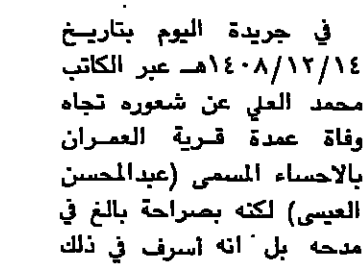 في جريدة اليوم بتاريخ
١٤٠٨/١٢/١٤هـ عبر الكاتب
محمد العلي عن شعوره تجاه
وفاة عمدة قرية العمران
بالاحساء المسمى (عبدالمحسن
العيسى) لكنه بصراحة بالغ في
مدحه بل انه أسرف في ذلك